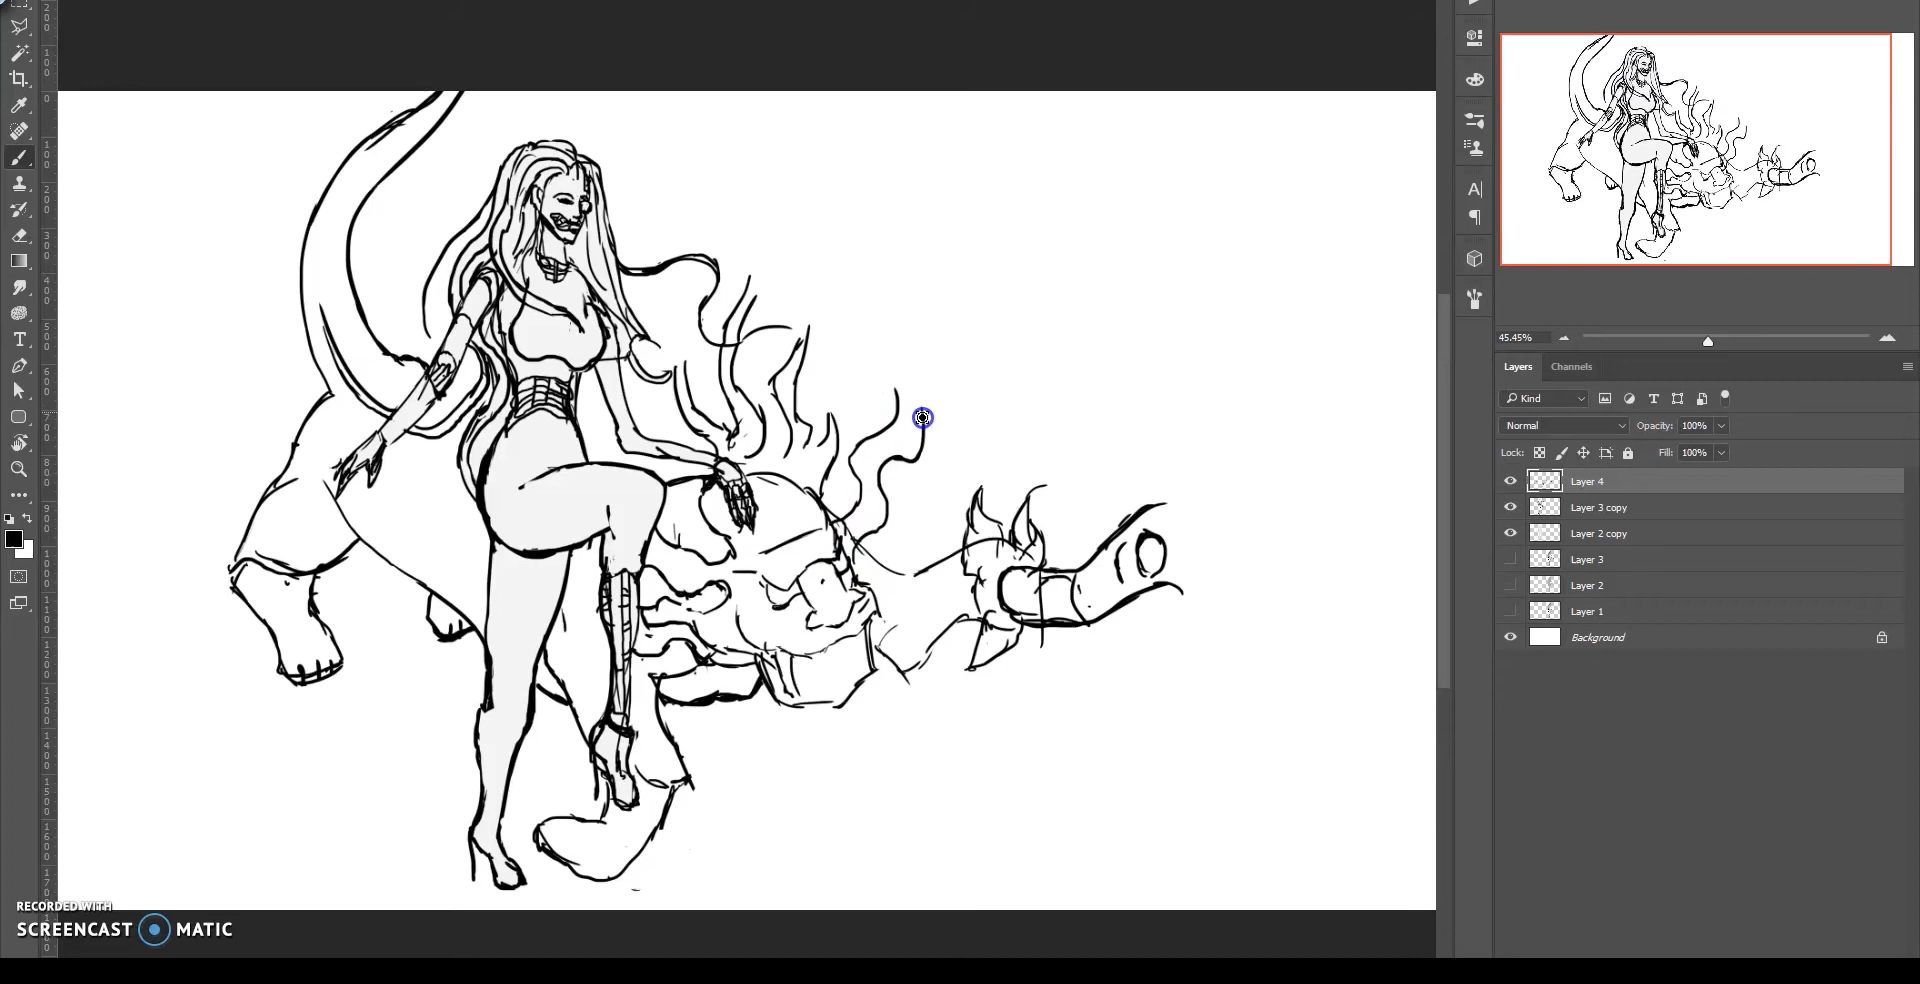 45.45%
Layers Channels
Kind
Normal Opacity: 100%
Lock: Fill: 100%
Layer 4
Layer 3 copy
Layer 2 copy
Layer 3
Layer 2
Layer 1
Background
RECORDED WITH
SCREENCAST MATIC